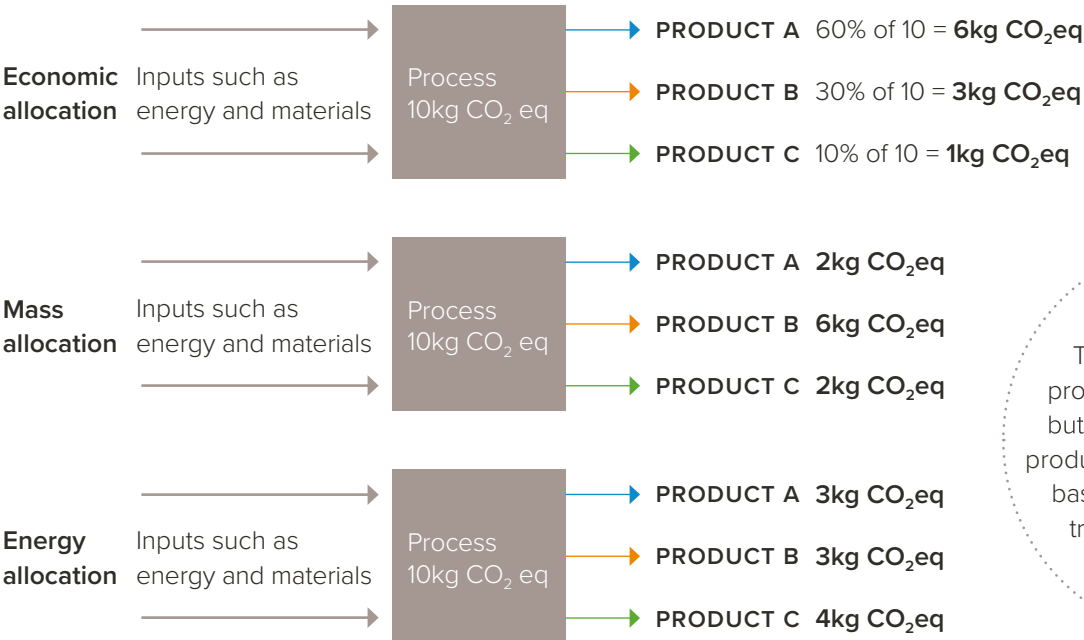 PRODUCT A 60% of 10 = 6kg CO₂eq
Economic allocation
Inputs such as
energy and materials
Process
10kg CO₂ eq
PRODUCT B 30% of 10 = 3kg CO₂eq
PRODUCT C 10% of 10 = 1kg CO₂eq
PRODUCT A 2kg CO₂eq
Mass allocation
Inputs such as
energy and materials
Process
10kg CO₂ eq
PRODUCT B 6kg CO₂eq
PRODUCT C 2kg CO₂eq
but
PRODUCT A 3kg CO₂eq
Energy allocation
Inputs such as
energy and materials
Process
10kg CO₂ eq
PRODUCT B 3kg CO₂eq
PRODUCT C 4kg CO₂eq